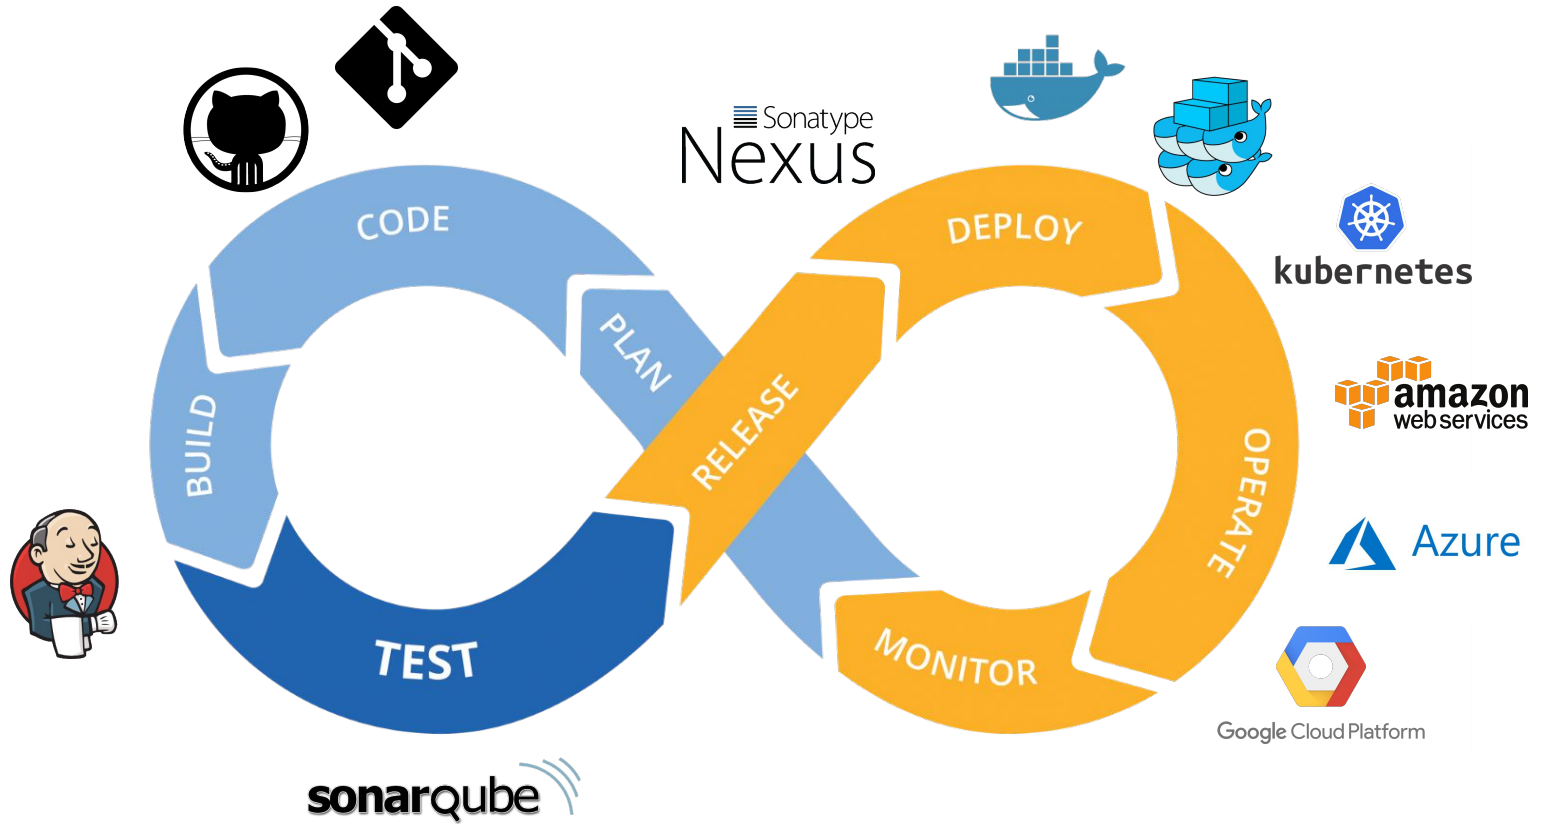 Sonatype
Nexus
CODE
DEPLOY
kubernetes
PLAN
BUILD
RELEASE
amazon
web services
OPERATE
Azure
TEST
MONITOR
Google Cloud Platform
sonarqube